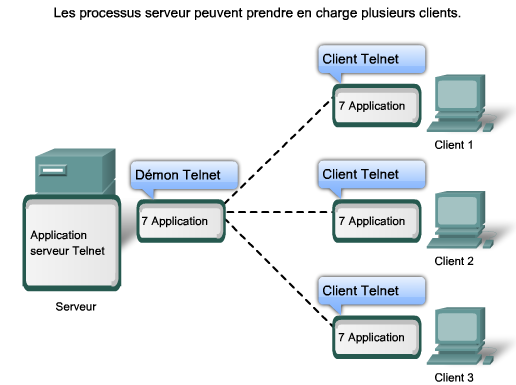 Les processus serveur peuvent prendre en charge plusieurs clients.
Client Telnet
7 Application
Client 1
Démon Telnet
7 Application
Client Telnet
7 Application
Client 2
Application
serveur Telnet
Serveur
Client Telnet
7 Application
Client 3